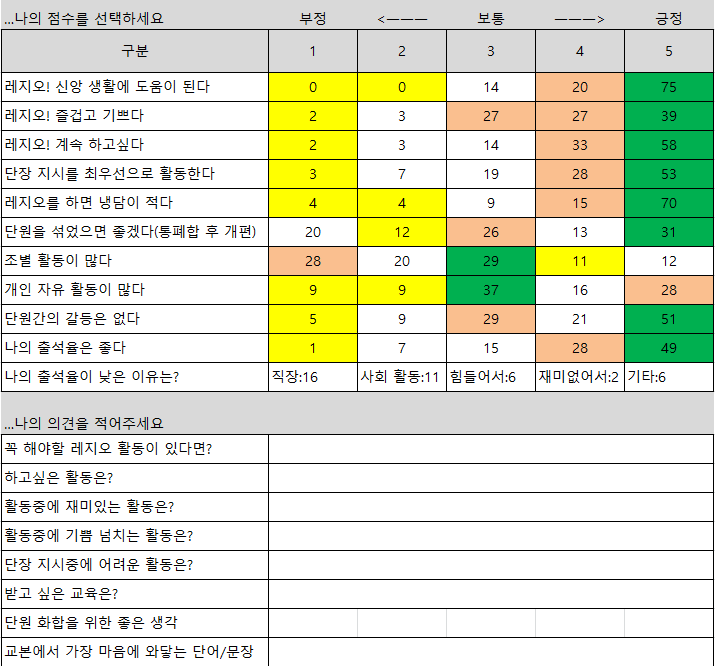 ...나의 점수를 선택하세요 부정 <ㅡㅡㅡ 보통 ㅡㅡㅡ> 긍정
구분 1 2 3 4 5
레지오! 신앙 생활에 도움이 된다 0 0 14 20 75
레지오! 즐겁고 기쁘다 2 3 27 27 39
레지오! 계속 하고싶다 2 3 14 33 58
단장 지시를 최우선으로 활동한다 3 7 19 28 53
레지오를 하면 냉담이 적다 4 4 9 15 70
단원을 섞었으면 좋겠다(통폐합 후 개편) 20 12 26 13 31
조별 활동이 많다 28 20 29 11 12
개인 자유 활동이 많다 9 9 37 16 28
단원간의 갈등은 없다 5 9 29 21 51
나의 출석율은 좋다 1 7 15 28 49
나의 출석율이 낮은 이유는? 직장:16 사회 활동:11 힘들어서:6 재미없어서:2 기타:6
...나의 의견을 적어주세요
꼭 해야할 레지오 활동이 있다면?
하고싶은 활동은?
활동중에 재미있는 활동은?
활동중에 기쁨 넘치는 활동은?
단장 지시중에 어려운 활동은?
받고 싶은 교육은?
단원 화합을 위한 좋은 생각
교본에서 가장 마음에 와닿는 단어/문장